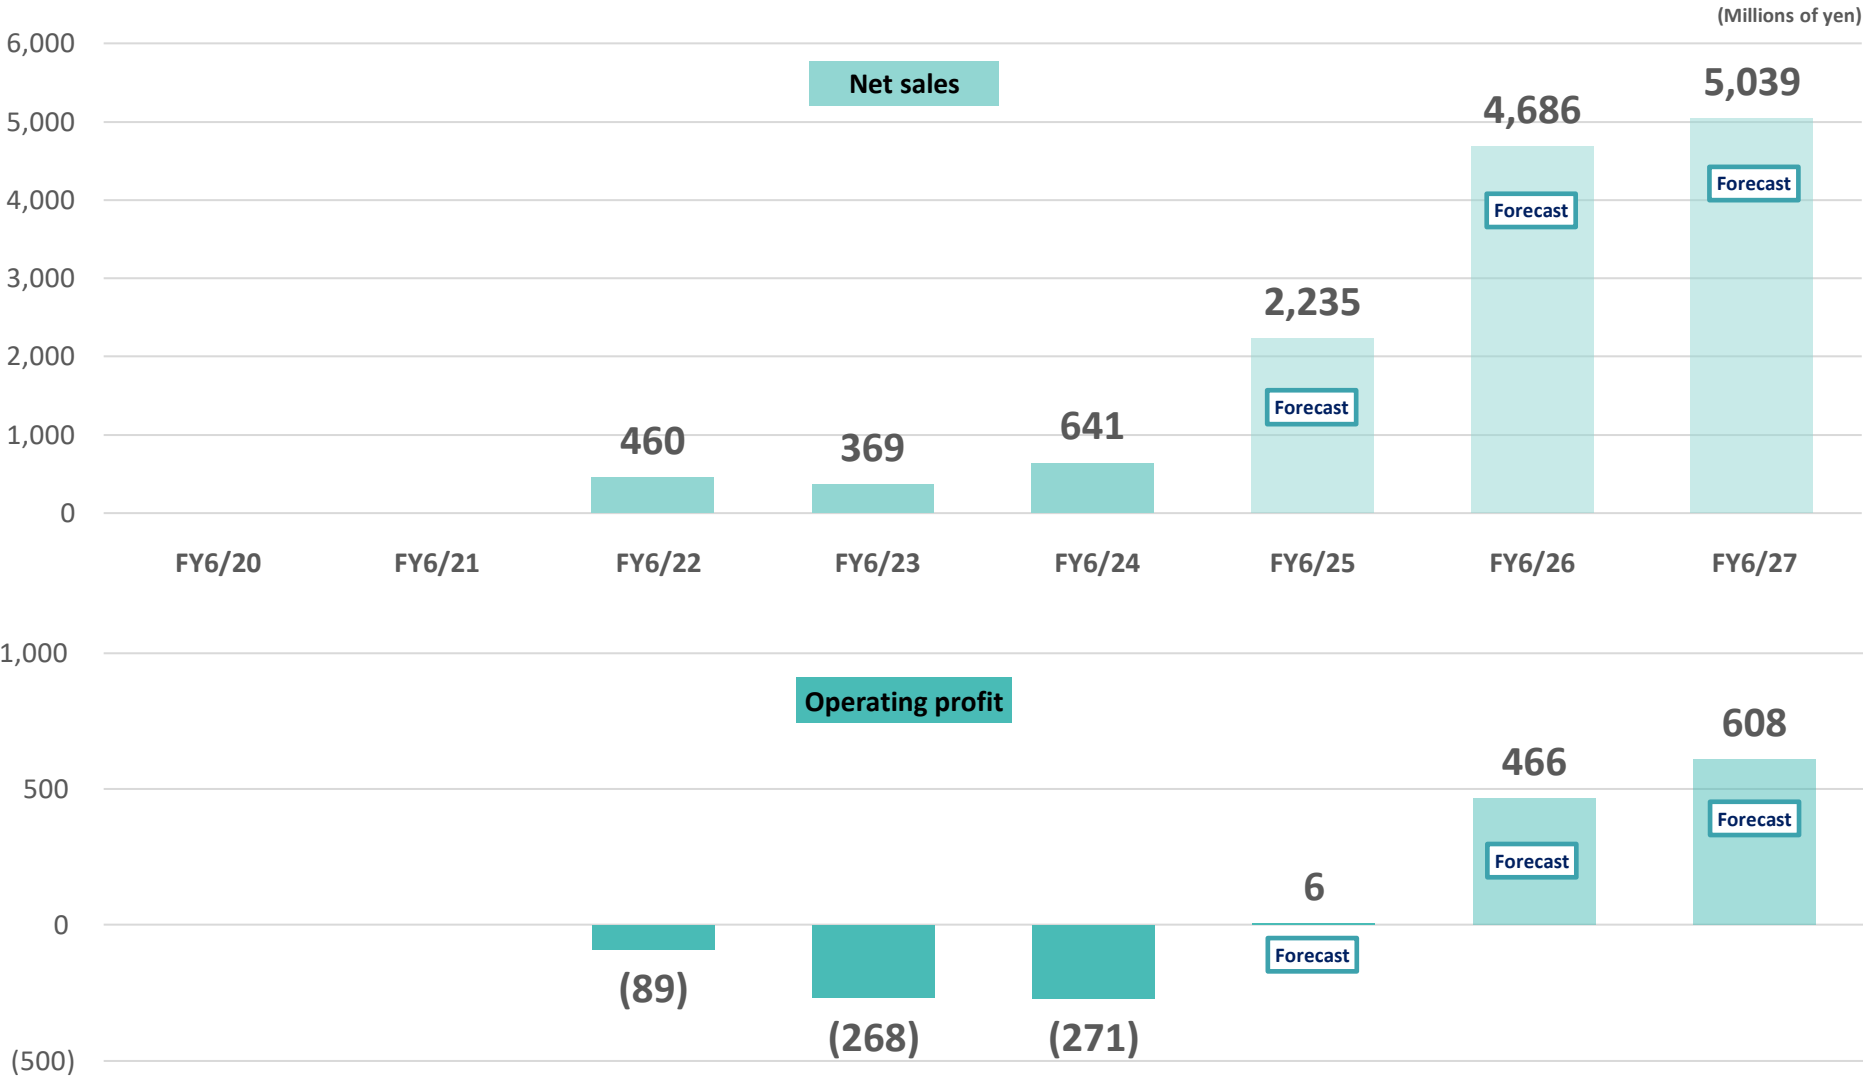 (Millions of yen)
6,000
Net sales
5,039
5,000
4,686
Forecast
4,000
Forecast
3,000
2,235
2,000
Forecast
1,000
460
369
641
0
FY6/20 FY6/21 FY6/22 FY6/23 FY6/24 FY6/25 FY6/26 FY6/27
1,000
Operating profit
608
466
500
Forecast
Forecast
6
0
Forecast
(89)
(268)
(271)
(500)